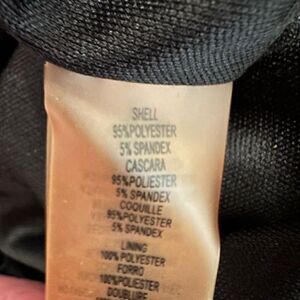 SHELL
95%POLYESTER
5% SPANDEX
CASCARA
95%POLIESTER
5% SPANDEX
COQUILLE
95%POLYESTER
5% SPANDEX
LINING
100%POLYESTER
FORRO
100%POLIESTER
DOUBLURE